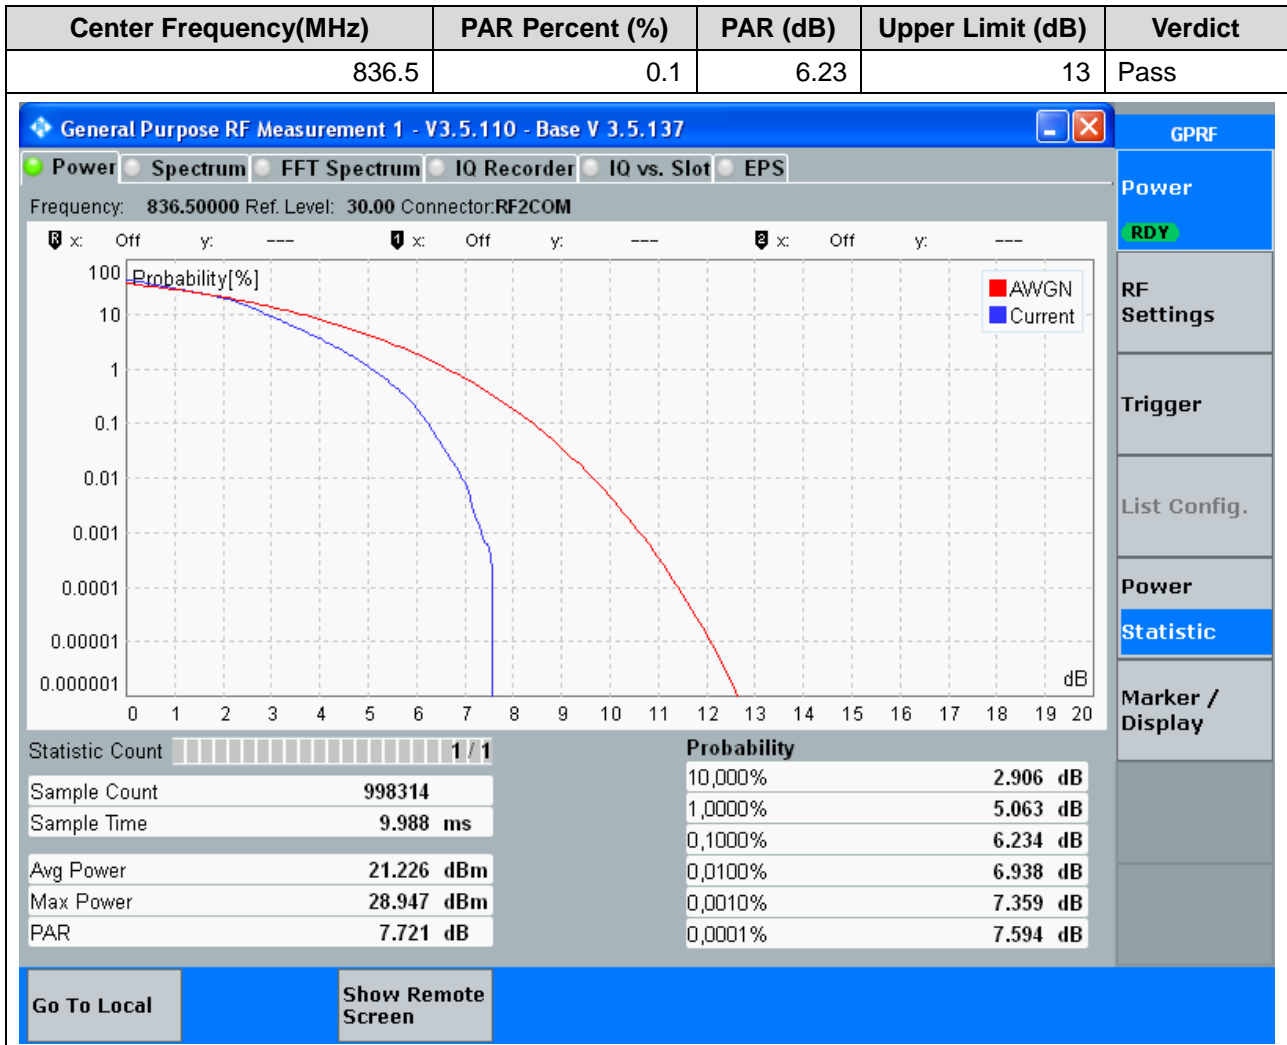 Center Frequency(MHz) PAR Percent (%) PAR (dB) Upper Limit (dB) Verdict
836.5 0.1 6.23 13 Pass
General Purpose RF Measurement 1 - V3.5.110 - Base V 3.5.137
GPRF
Power Spectrum FFT Spectrum IQ Recorder IQ vs. Slot EPS
Power
RDY
Frequency: 836.50000 Ref. Level: 30.00 Connector:RF2COM
R x: Off y: --- 1 x: Off y: --- 2 x: Off y: ---
Probability[%]
AWGN
Current
100
10
1
0.1
0.01
0.001
0.0001
0.00001
0.000001
dB
0 1 2 3 4 5 6 7 8 9 10 11 12 13 14 15 16 17 18 19 20
RF
Settings
Trigger
List Config.
Power
Statistic
Marker /
Display
Statistic Count 1 / 1
Sample Count 998314
Sample Time 9.988 ms
Avg Power 21.226 dBm
Max Power 28.947 dBm
PAR 7.721 dB
Probability
10,000% 2.906 dB
1,0000% 5.063 dB
0,1000% 6.234 dB
0,0100% 6.938 dB
0,0010% 7.359 dB
0,0001% 7.594 dB
Go To Local
Show Remote
Screen